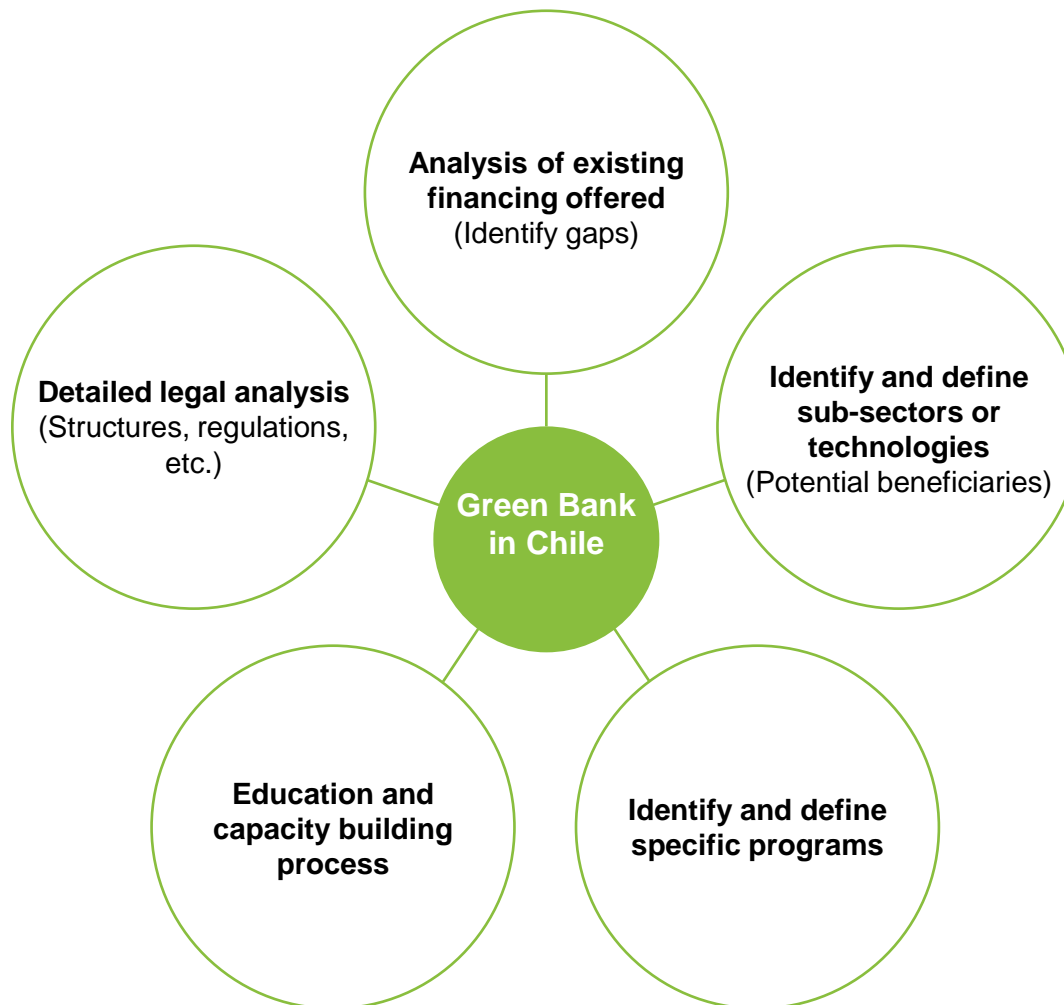 Analysis of existing
financing offered
(Identify gaps)
Detailed legal analysis
(Structures, regulations,
etc.)
Identify and define
sub-sectors or
technologies
(Potential beneficiaries)
Green Bank
in Chile
Education and
capacity building
process
Identify and define
specific programs